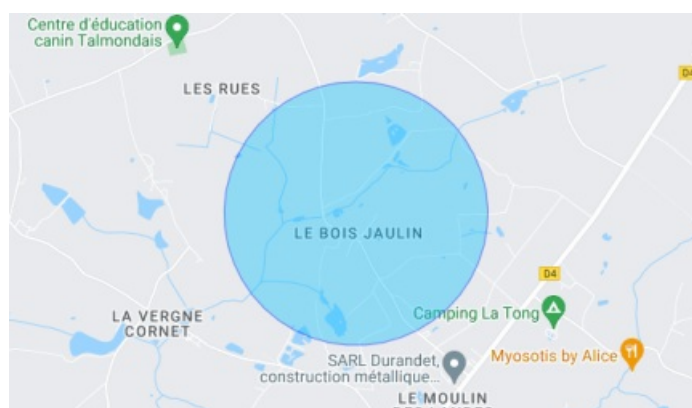 Centre d'éducation
canin Talmondais
LES RUES
D4
LE BOIS JAULIN
D4
LA VERGNE
CORNET
Camping La Tong
SARL Durandet,
construction métallique...
Myosotis by Alice
LE MOULIN